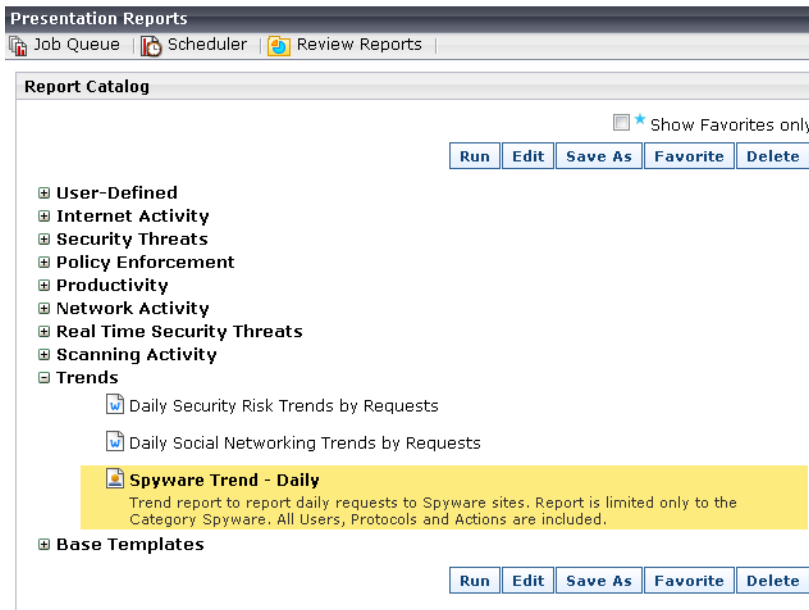 Presentation Reports
Job Queue | Scheduler | Review Reports |
Report Catalog
Show Favorites only
Run Edit Save As Favorite Delete
User-Defined
Internet Activity
Security Threats
Policy Enforcement
Productivity
Network Activity
Real Time Security Threats
Scanning Activity
Trends
Daily Security Risk Trends by Requests
Daily Social Networking Trends by Requests
Spyware Trend - Daily
Trend report to report daily requests to Spyware sites. Report is limited only to the
Category Spyware. All Users, Protocols and Actions are included.
Base Templates
Run Edit Save As Favorite Delete